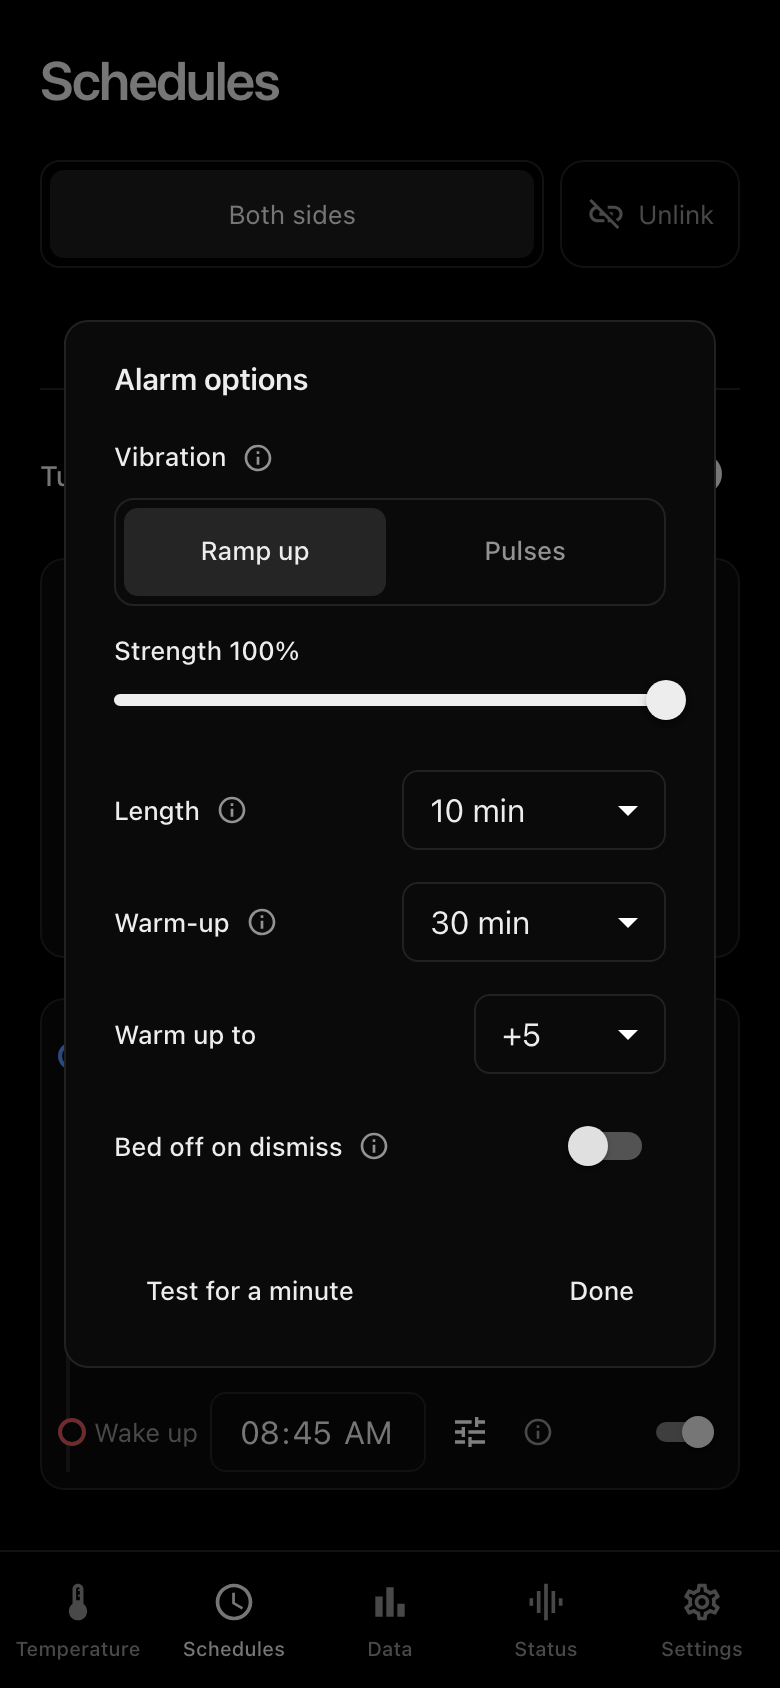 Schedules
Both sides
Unlink
Alarm options
Vibration
Ramp up
Pulses
Strength 100%
Length
10 min
Warm-up
30 min
Warm up to
+5
Bed off on dismiss
Test for a minute
Done
Wake up
08:45 AM
Temperature
Schedules
Data
Status
Settings